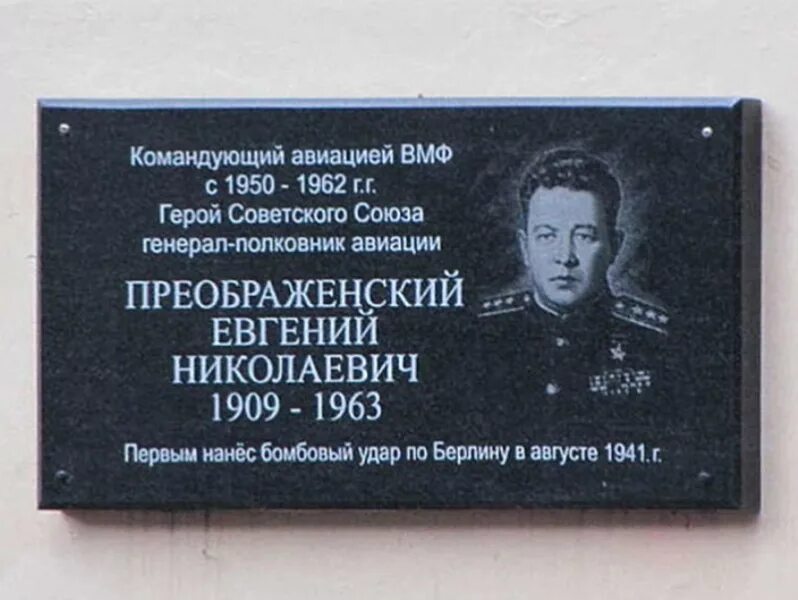 Командующий авиацией ВМФ
с 1950 - 1962 г.г.
Герой Советского Союза
генерал-полковник авиации
ПРЕОБРАЖЕНСКИЙ
ЕВГЕНИЙ
НИКОЛАЕВИЧ
1909 - 1963
Первым нанёс бомбовый удар по Берлину в августе 1941.г.